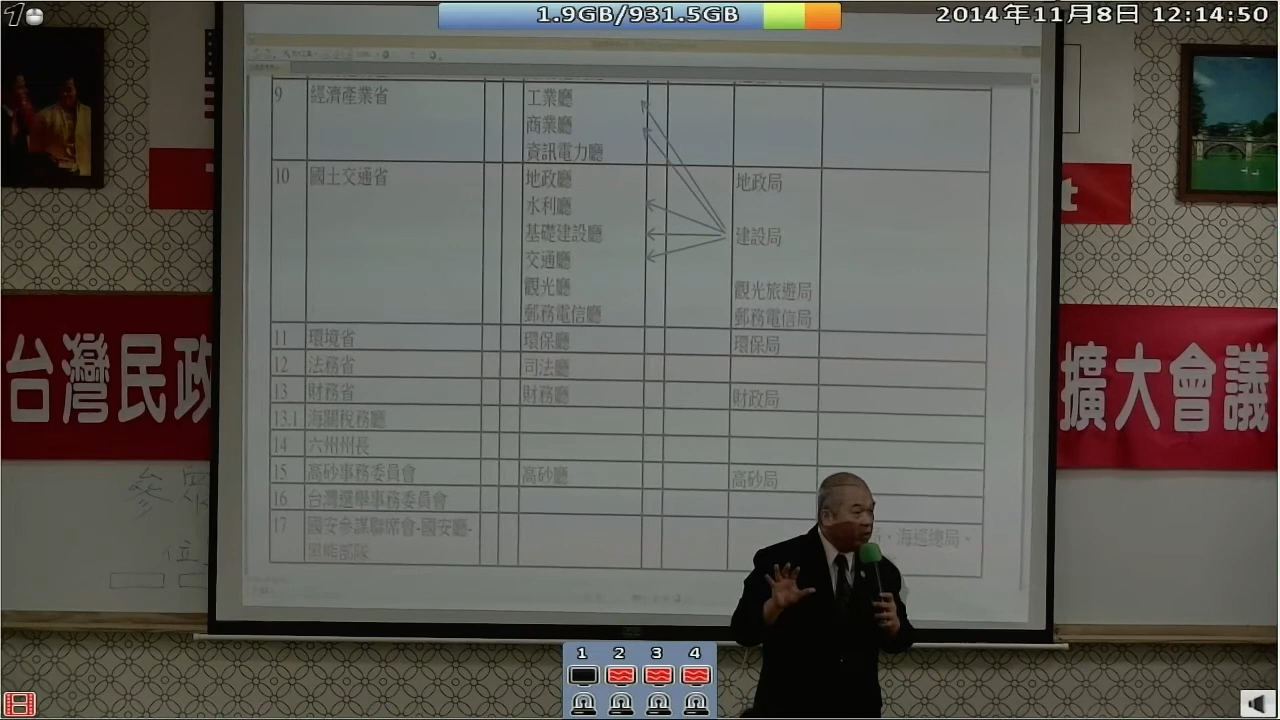 1
1.9GB/931.5GB
2014年11月8日 12:14:50
9 經濟產業省 工業廳
商業廳
資訊電力廳
10 國土交通省 地政廳 地政局
水利廳
基礎建設廳 建設局
交通廳
觀光廳 觀光旅遊局
郵務電信廳 郵務電信局
11 環境省 環保廳 環保局
12 法務省 司法廳
13 財務省 財務廳 財政局
13.1 海關稅務廳
14 六州州長
15 高砂事務委員會 高砂廳 高砂局
16 台灣選舉事務委員會
17 國安參謀聯席會-國安廳- 、海巡總局、
t
台灣民政
擴大會議
參眾
位
1 2 3 4